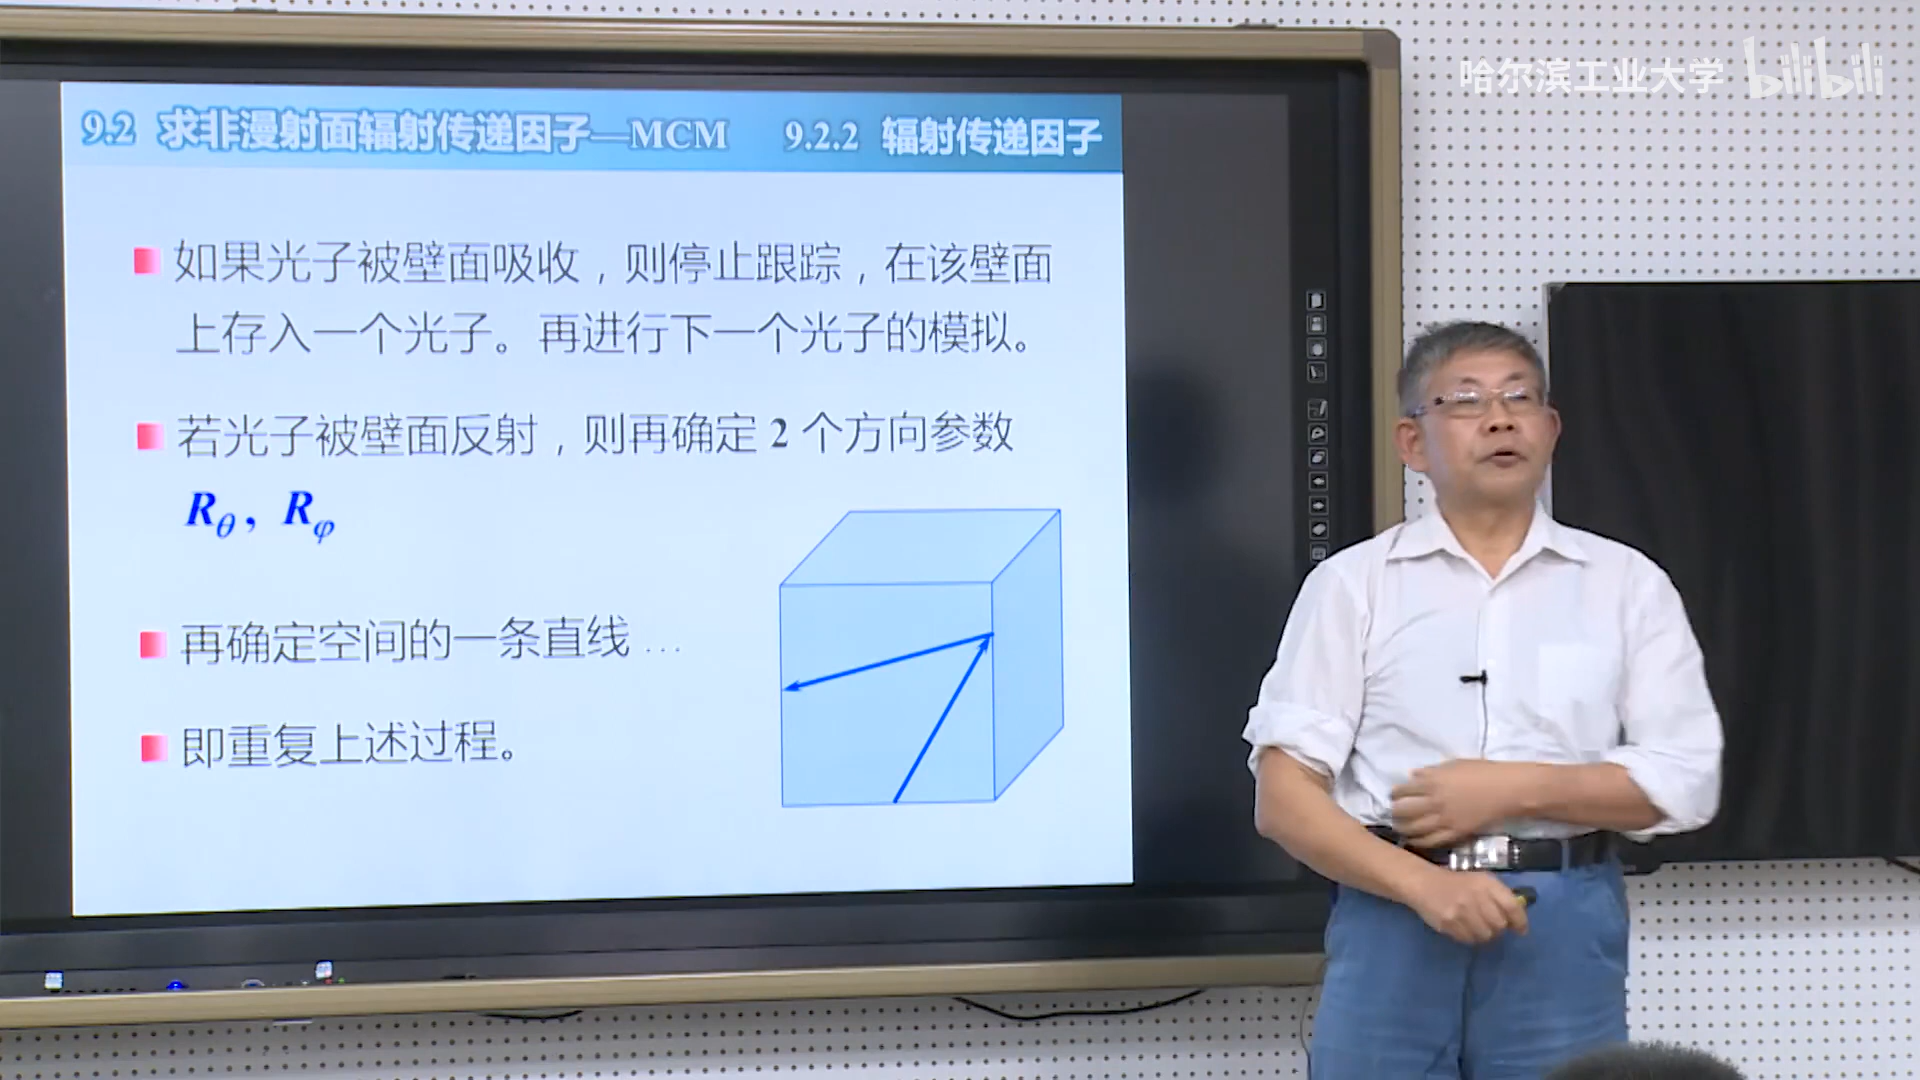 哈尔滨工业大学 bilibili
9.2 求非漫射面辐射传递因子—MCM 9.2.2 辐射传递因子
如果光子被壁面吸收，则停止跟踪，在该壁面
上存入一个光子。再进行下一个光子的模拟。
若光子被壁面反射，则再确定 2 个方向参数
Rθ, Rφ
再确定空间的一条直线 …
即重复上述过程。